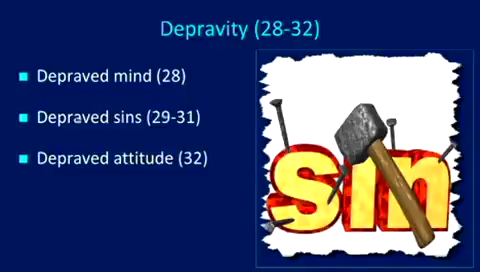 Depravity (28-32)
Depraved mind (28)
Depraved sins (29-31)
Depraved attitude (32)
Sin